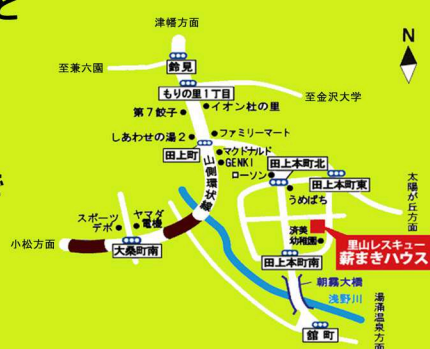 と
津幡方面
N
至兼六園
鈴見
もりの里1丁目
至金沢大学
第7餃子
イオン杜の里
しあわせの湯2
ファミリーマート
田上町
マクドナルド
GENKI
山側環状線
田上本町北
ローソン
田上本町東
うめばち
太陽が丘方面
スポーツ
デポ
ヤマダ
電機
小松方面
大桑町南
済美
幼稚園
里山レスキュー
薪まきハウス
田上本町南
朝霧大橋
浅野川
湯涌温泉方面
舘町